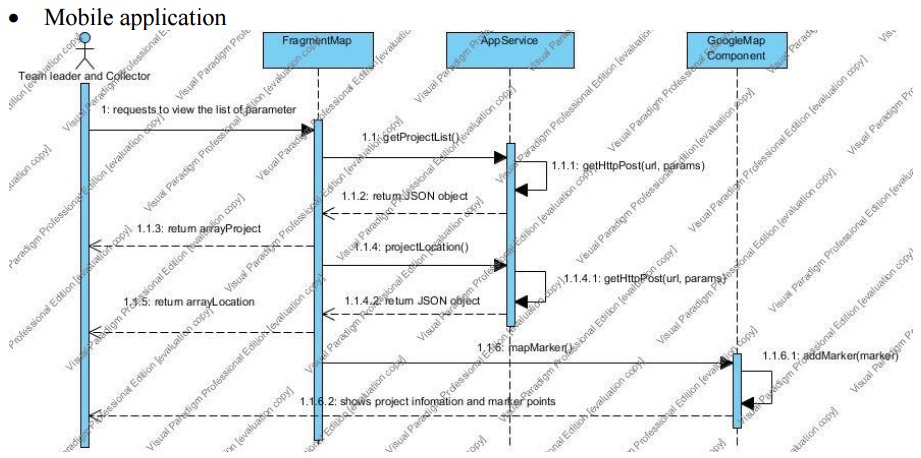 • Mobile application
FragmentMap
AppService
GoogleMap
Component
Team leader and Collector
1: requests to view the list of parameter
1.1: getProjectList()
1.1.1: getHttpPost(url, params)
1.1.2: return JSON object
1.1.3: return arrayProject
1.1.4: projectLocation()
1.1.4.1: getHttpPost(url, params)
1.1.5: return arrayLocation
1.1.4.2: return JSON object
1.1.6: mapMarker()
1.1.6.1: addMarker(marker)
1.1.6.2: shows project infomation and marker points
Visual Paradigm Professional Edition [evaluation copy]